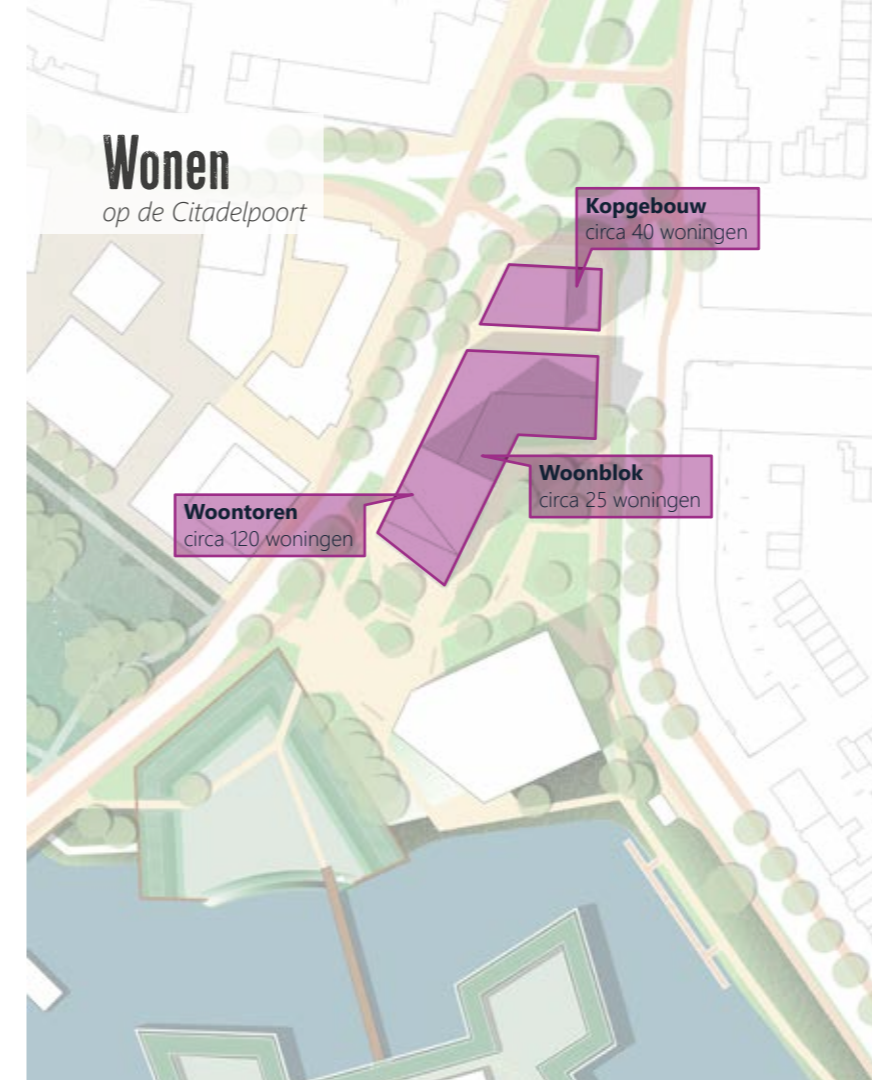 Wonen
op de Citadelpoort
Kopgebouw
circa 40 woningen
Woonblok
circa 25 woningen
Woontoren
circa 120 woningen